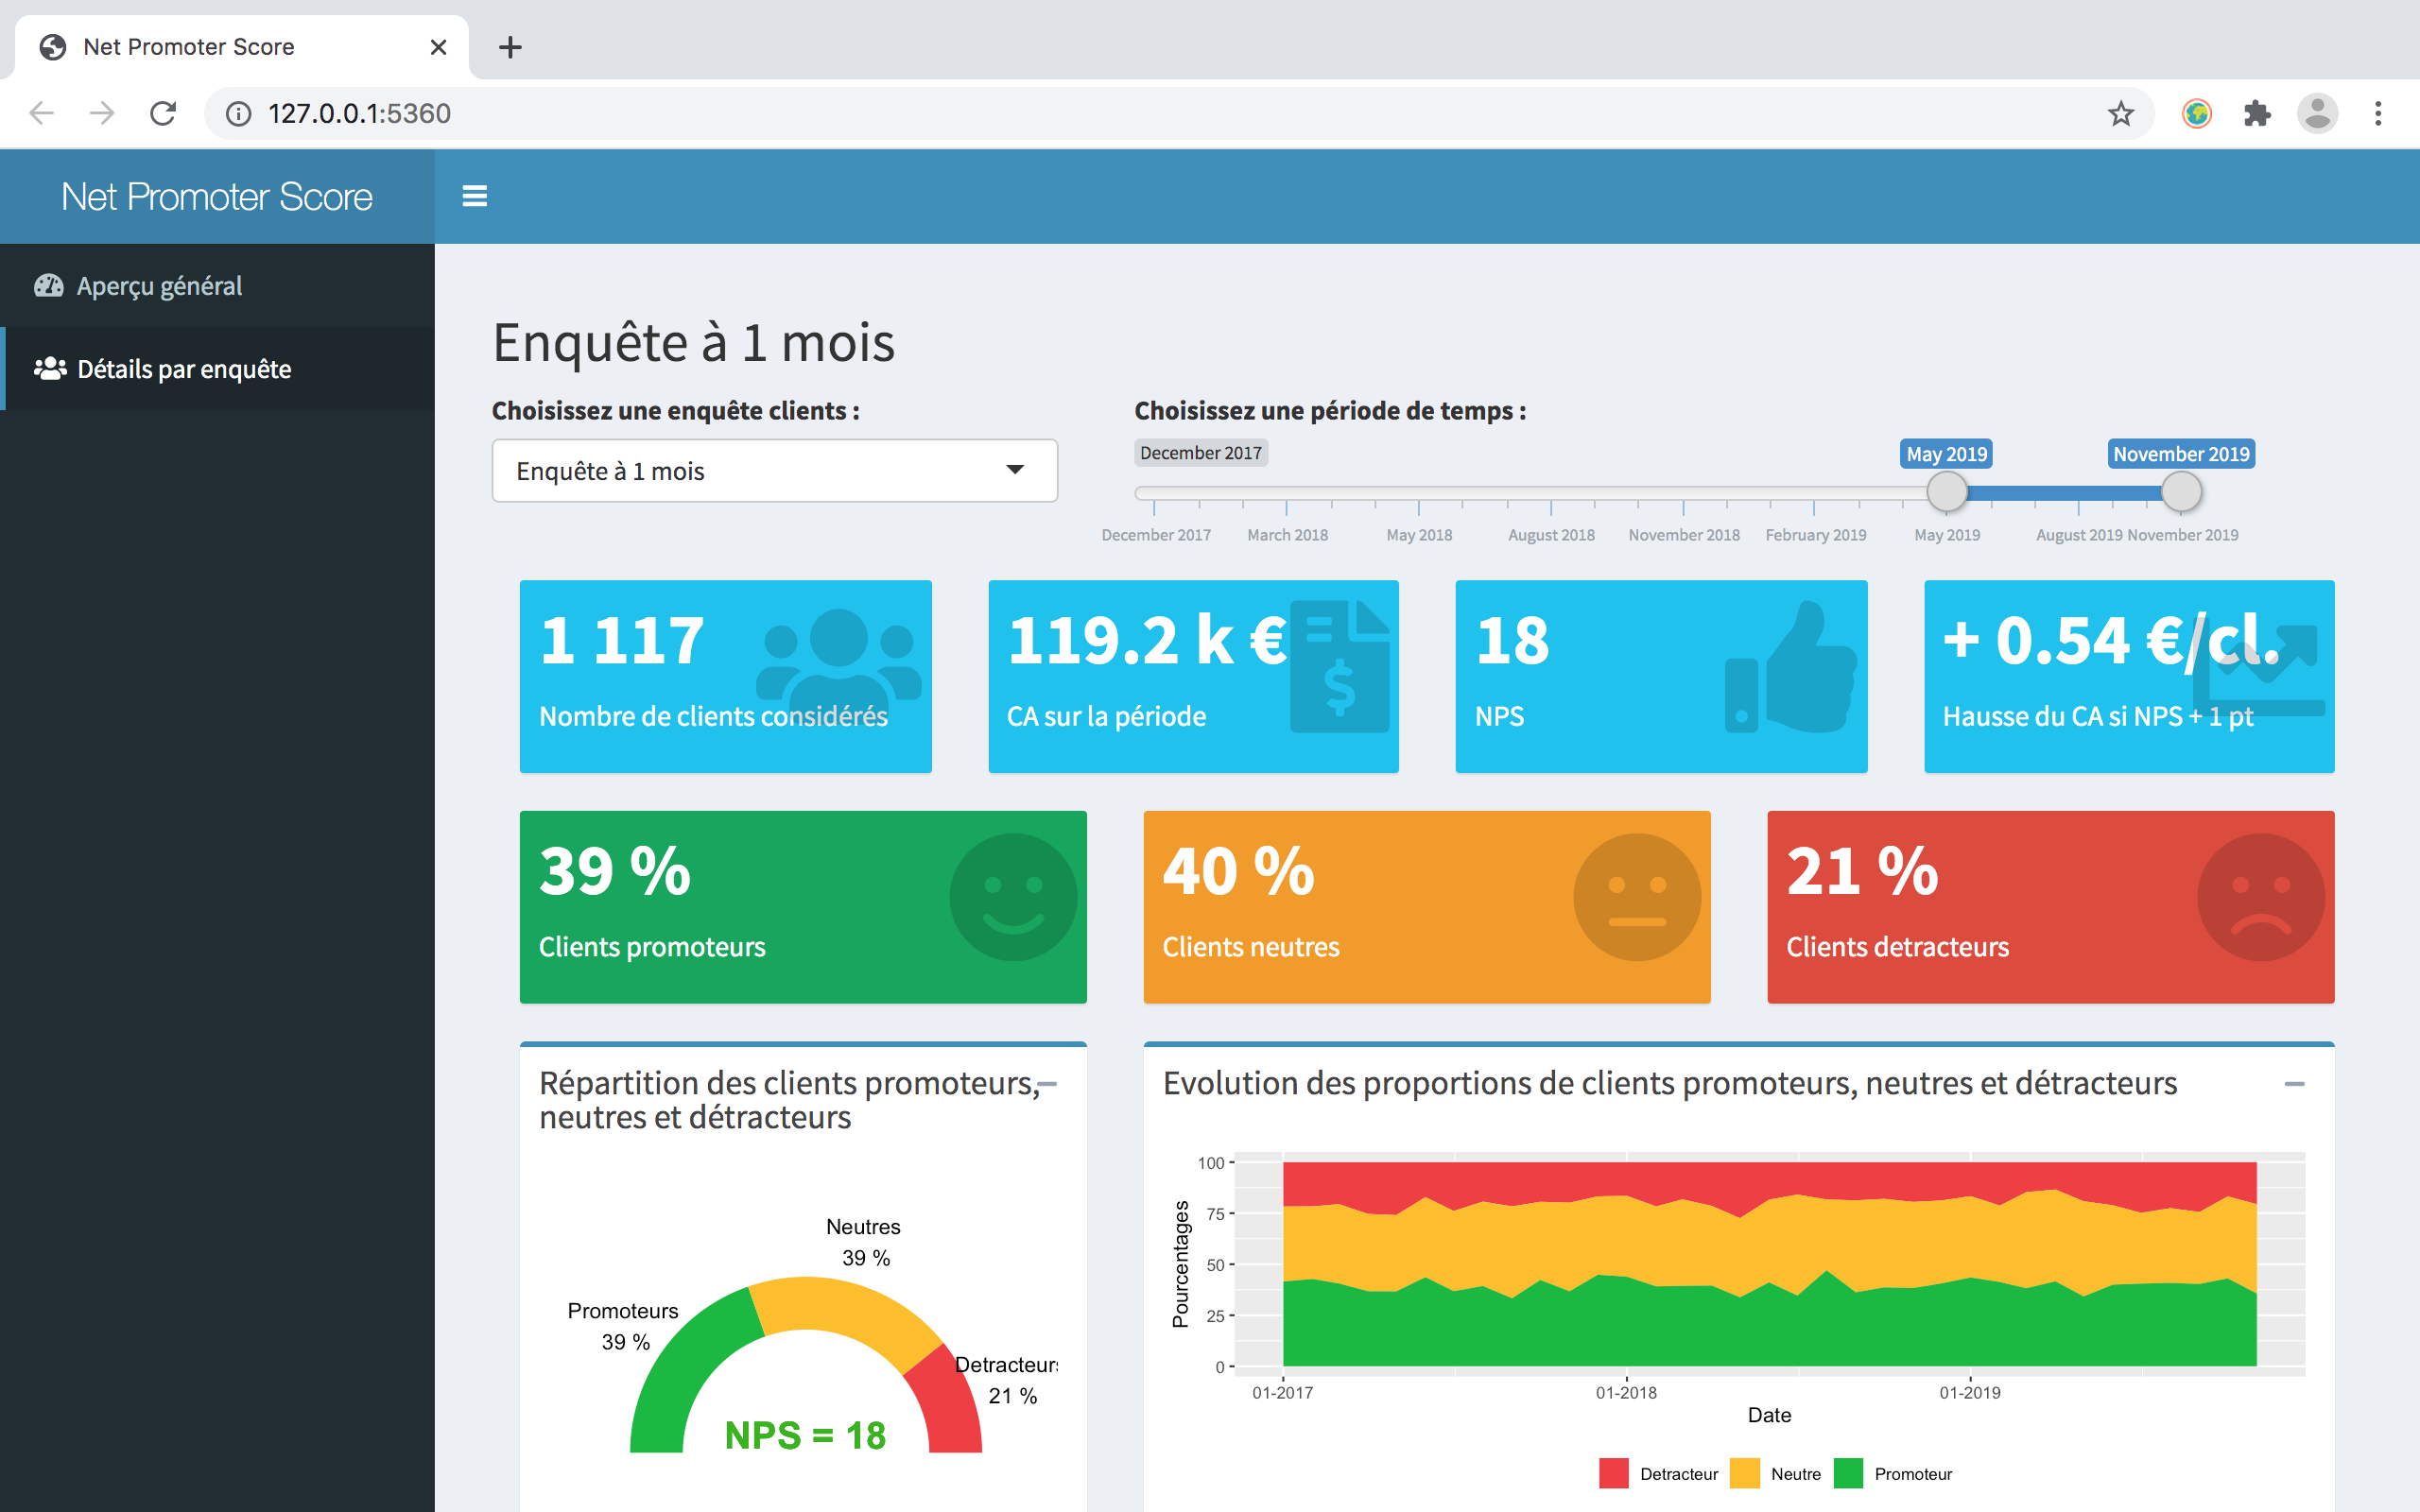 Net Promoter Score
127.0.0.1:5360
Net Promoter Score
Aperçu général
Détails par enquête
Enquête à 1 mois
Choisissez une enquête clients :
Enquête à 1 mois
Choisissez une période de temps :
December 2017
May 2019
November 2019
December 2017
March 2018
May 2018
August 2018
November 2018
February 2019
May 2019
August 2019
November 2019
1 117
Nombre de clients considérés
119.2 k €
CA sur la période
18
NPS
+ 0.54 €/cl.
Hausse du CA si NPS + 1 pt
39 %
Clients promoteurs
40 %
Clients neutres
21 %
Clients detracteurs
Répartition des clients promoteurs,
neutres et détracteurs
Neutres
39 %
Promoteurs
39 %
Detracteurs
21 %
NPS = 18
Evolution des proportions de clients promoteurs, neutres et détracteurs
Pourcentages
100
75
50
25
0
01-2017
01-2018
01-2019
Date
Detracteur
Neutre
Promoteur